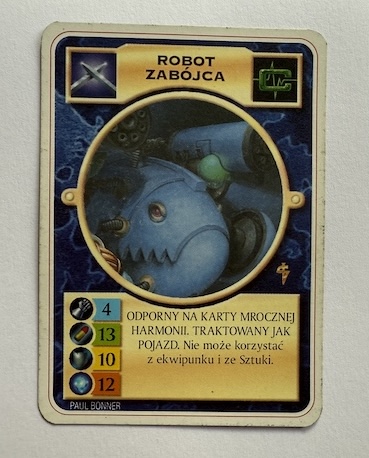 ROBOT
ZABÓJCA
4
13
10
12
ODPORNY NA KARTY MROCZNEJ
HARMONII. TRAKTOWANY JAK
POJAZD. Nie może korzystać
z ekwipunku i ze Sztuki.
PAUL BONNER